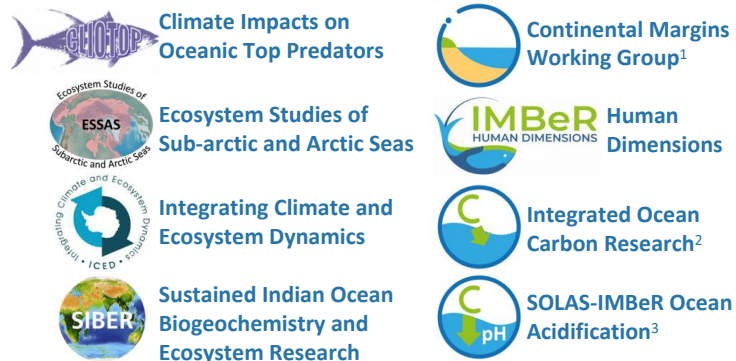 CLIOTOP
Climate Impacts on
Oceanic Top Predators
Ecosystem Studies of
ESSAS
Subarctic and Arctic Seas
Ecosystem Studies of
Sub-arctic and Arctic Seas
Integrating Climate and Ecosystem Dynamics
• ICED •
Integrating Climate and
Ecosystem Dynamics
SIBER
Sustained Indian Ocean
Biogeochemistry and
Ecosystem Research
Continental Margins
Working Group¹
IMBeR
HUMAN DIMENSIONS
Human
Dimensions
C
Integrated Ocean
Carbon Research²
C
pH
SOLAS-IMBeR Ocean
Acidification³